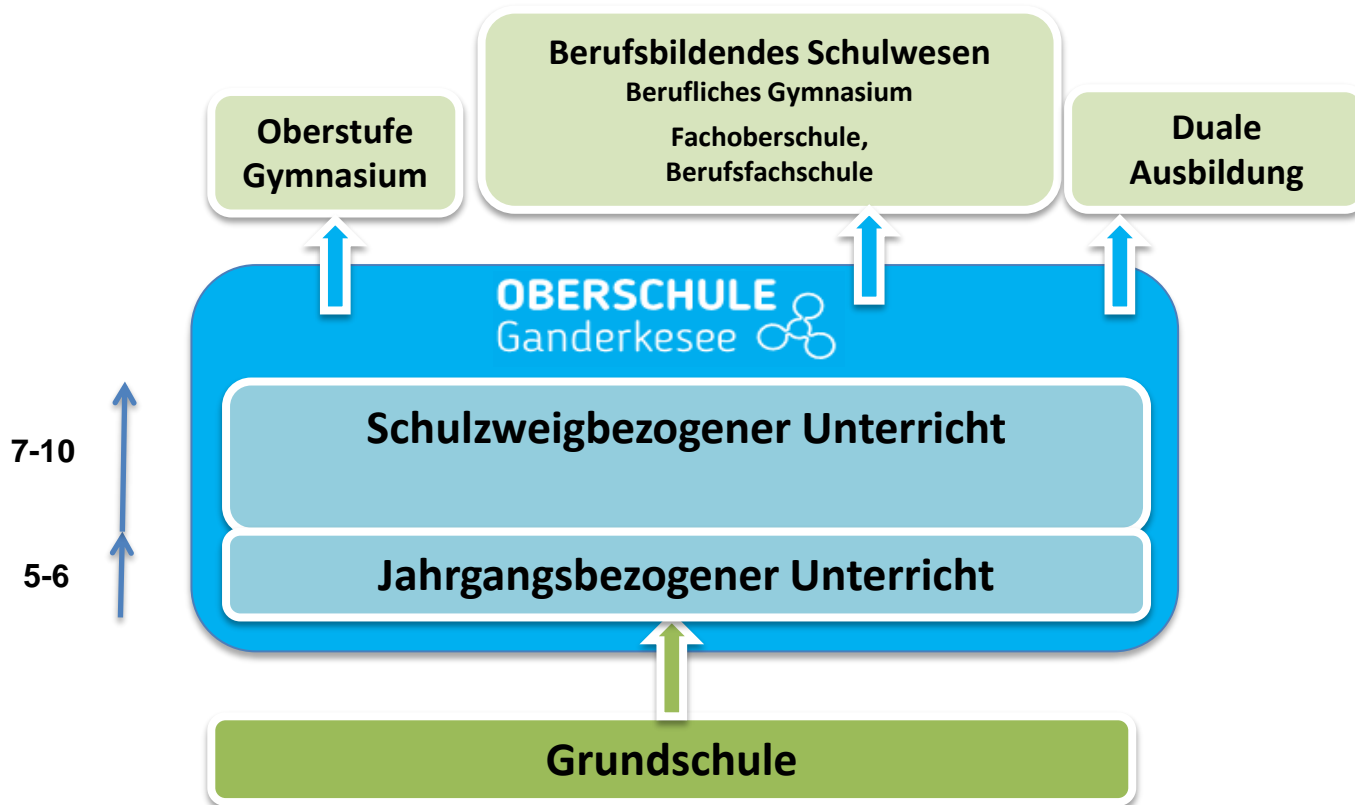 Berufsbildendes Schulwesen
Berufliches Gymnasium
Fachoberschule,
Berufsfachschule
Oberstufe
Gymnasium
Duale
Ausbildung
OBERSCHULE
Ganderkesee
7-10
Schulzweigbezogener Unterricht
5-6
Jahrgangsbezogener Unterricht
Grundschule